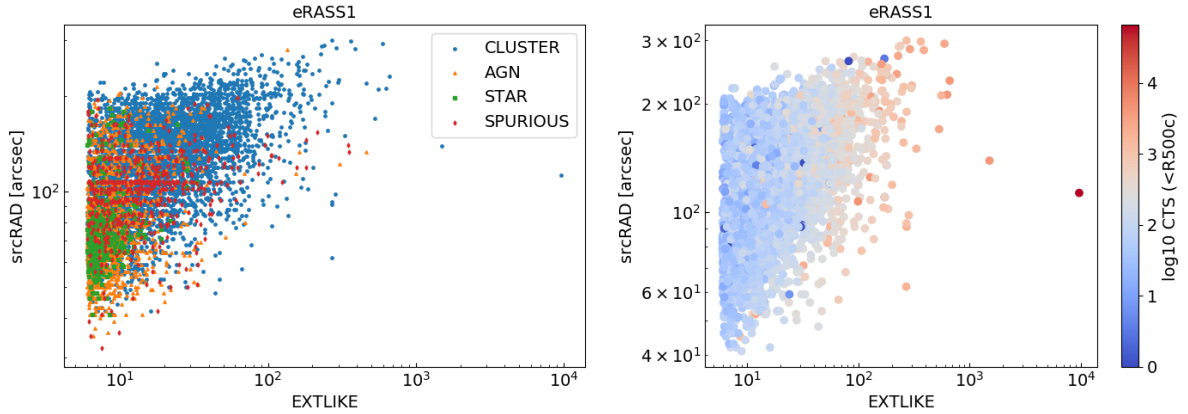 eRASS1
srcRAD [arcsec]
10²
CLUSTER
AGN
STAR
SPURIOUS
10¹ 10² 10³ 10⁴
EXTLIKE
eRASS1
srcRAD [arcsec]
3 × 10²
2 × 10²
10²
6 × 10¹
4 × 10¹
10¹ 10² 10³ 10⁴
EXTLIKE
4
3
2
1
0
log10 CTS (<R500c)